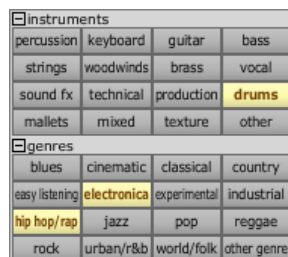 instruments
percussion keyboard guitar bass
strings woodwinds brass vocal
sound fx technical production drums
mallets mixed texture other
genres
blues cinematic classical country
easy listening electronica experimental industrial
hip hop/rap jazz pop reggae
rock urban/r&b world/folk other genre